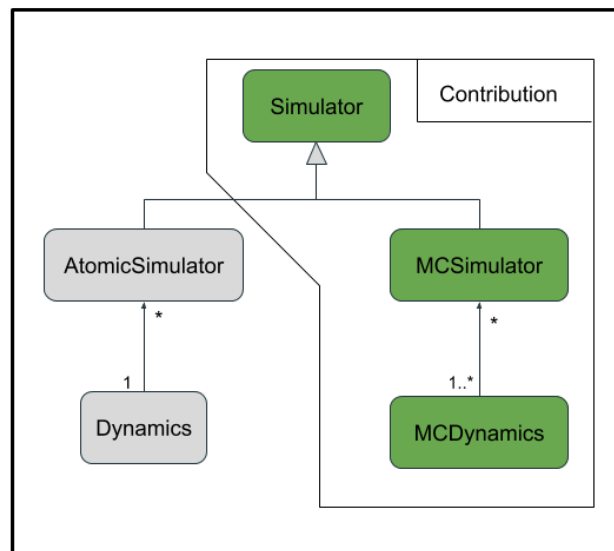 Simulator
Contribution
AtomicSimulator
MCSimulator
*
*
1
1..*
Dynamics
MCDynamics